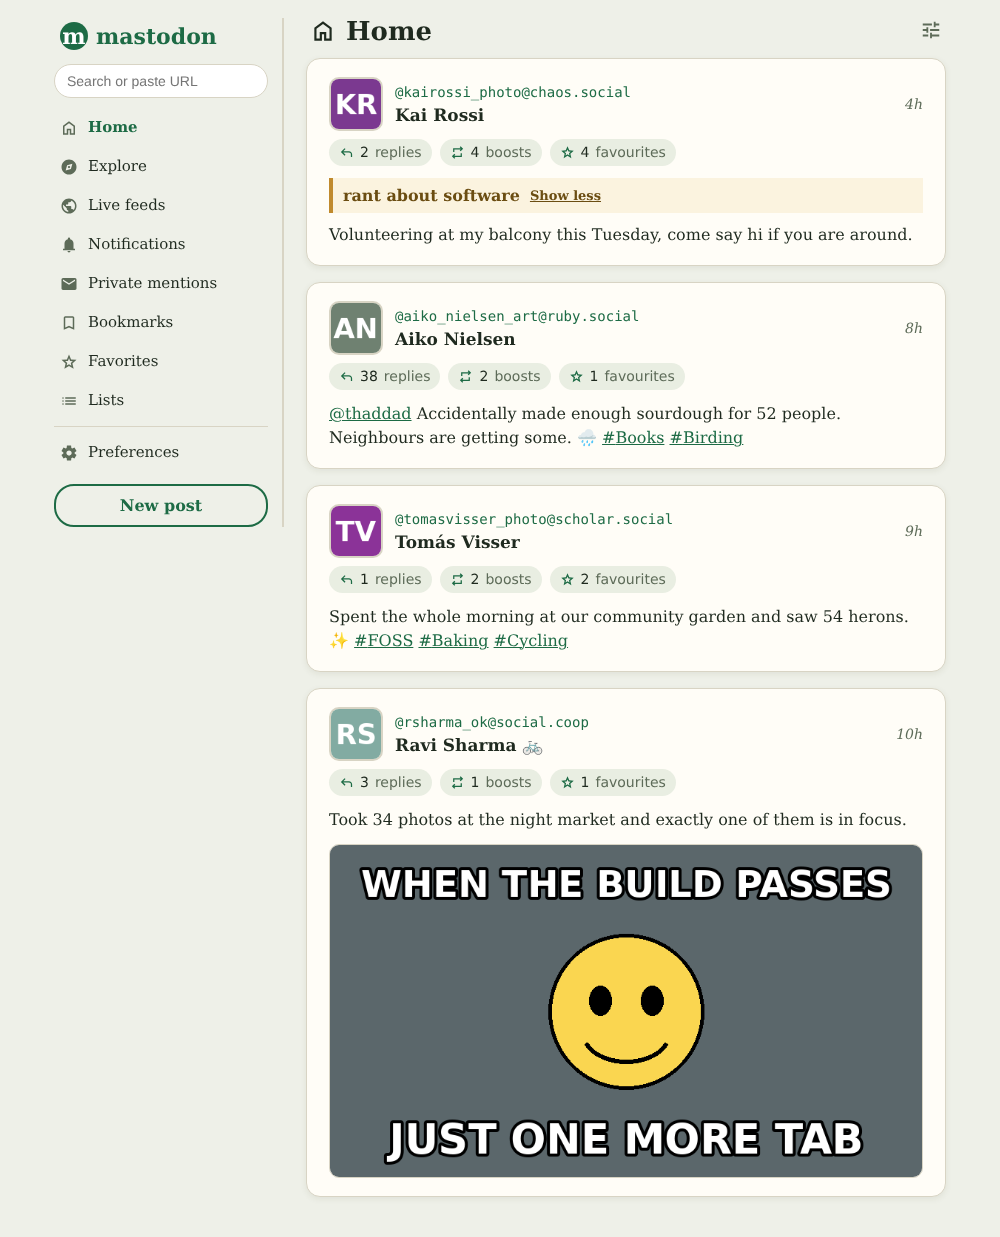 mastodon
Search or paste URL
Home
Explore
Live feeds
Notifications
Private mentions
Bookmarks
Favorites
Lists
Preferences
New post
Home
KR
@kairossi_photo@chaos.social
Kai Rossi
4h
2 replies
4 boosts
4 favourites
rant about software Show less
Volunteering at my balcony this Tuesday, come say hi if you are around.
AN
@aiko_nielsen_art@ruby.social
Aiko Nielsen
8h
38 replies
2 boosts
1 favourites
@thaddad Accidentally made enough sourdough for 52 people.
Neighbours are getting some. 🌧️ #Books #Birding
TV
@tomasvisser_photo@scholar.social
Tomás Visser
9h
1 replies
2 boosts
2 favourites
Spent the whole morning at our community garden and saw 54 herons.
✨ #FOSS #Baking #Cycling
RS
@rsharma_ok@social.coop
Ravi Sharma 🚲
10h
3 replies
1 boosts
1 favourites
Took 34 photos at the night market and exactly one of them is in focus.
WHEN THE BUILD PASSES
JUST ONE MORE TAB